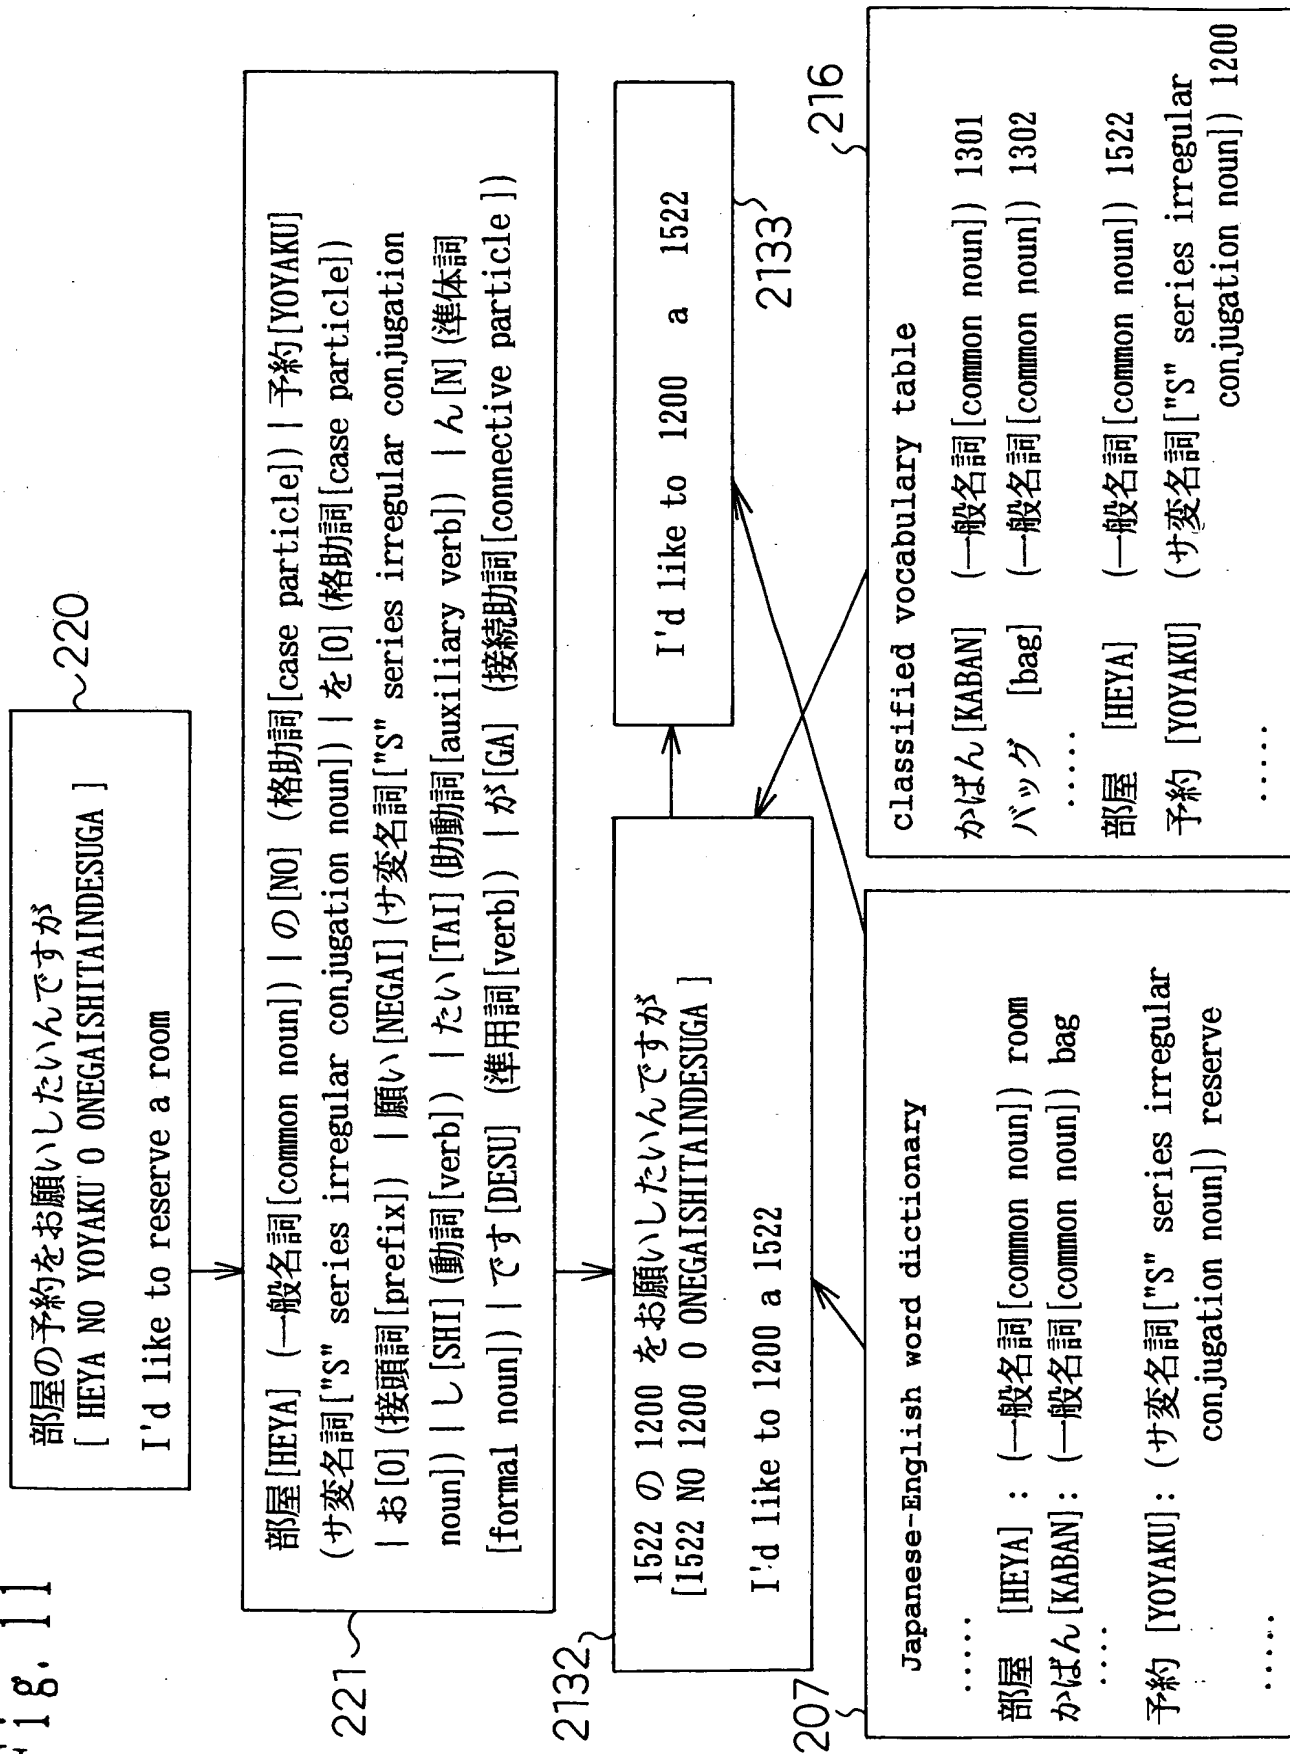 Fig. 11
220
部屋の予約をお願いしたいんですが
[ HEYA NO YOYAKU O ONEGAISHITAINDESUGA ]
I'd like to reserve a room
221
部屋[HEYA] (一般名詞[common noun]) | の[NO] (格助詞[case particle]) | 予約[YOYAKU]
(サ変名詞["S" series irregular conjugation noun]) | を[O] (格助詞[case particle])
| お[O] (接頭詞[prefix]) | 願い[NEGAI] (サ変名詞["S" series irregular conjugation
noun]) | し[SHI] (動詞[verb]) | たい[TAI] (助動詞[auxiliary verb]) | ん[N] (準体詞
[formal noun]) | です[DESU] (準用詞[verb]) | が[GA] (接続助詞[connective particle ])
2132
1522 の 1200 をお願いしたいんですが
[1522 NO 1200 O ONEGAISHITAINDESUGA ]
I'd like to 1200 a 1522
I'd like to 1200 a 1522
2133
207
Japanese-English word dictionary
.....
部屋 [HEYA] : (一般名詞[common noun]) room
かばん[KABAN]: (一般名詞[common noun]) bag
....
予約 [YOYAKU]: (サ変名詞["S" series irregular
conjugation noun]) reserve
.....
216
classified vocabulary table
かばん[KABAN] (一般名詞[common noun]) 1301
バッグ [bag] (一般名詞[common noun]) 1302
.....
部屋 [HEYA] (一般名詞[common noun]) 1522
予約 [YOYAKU] (サ変名詞["S" series irregular
conjugation noun]) 1200
.....